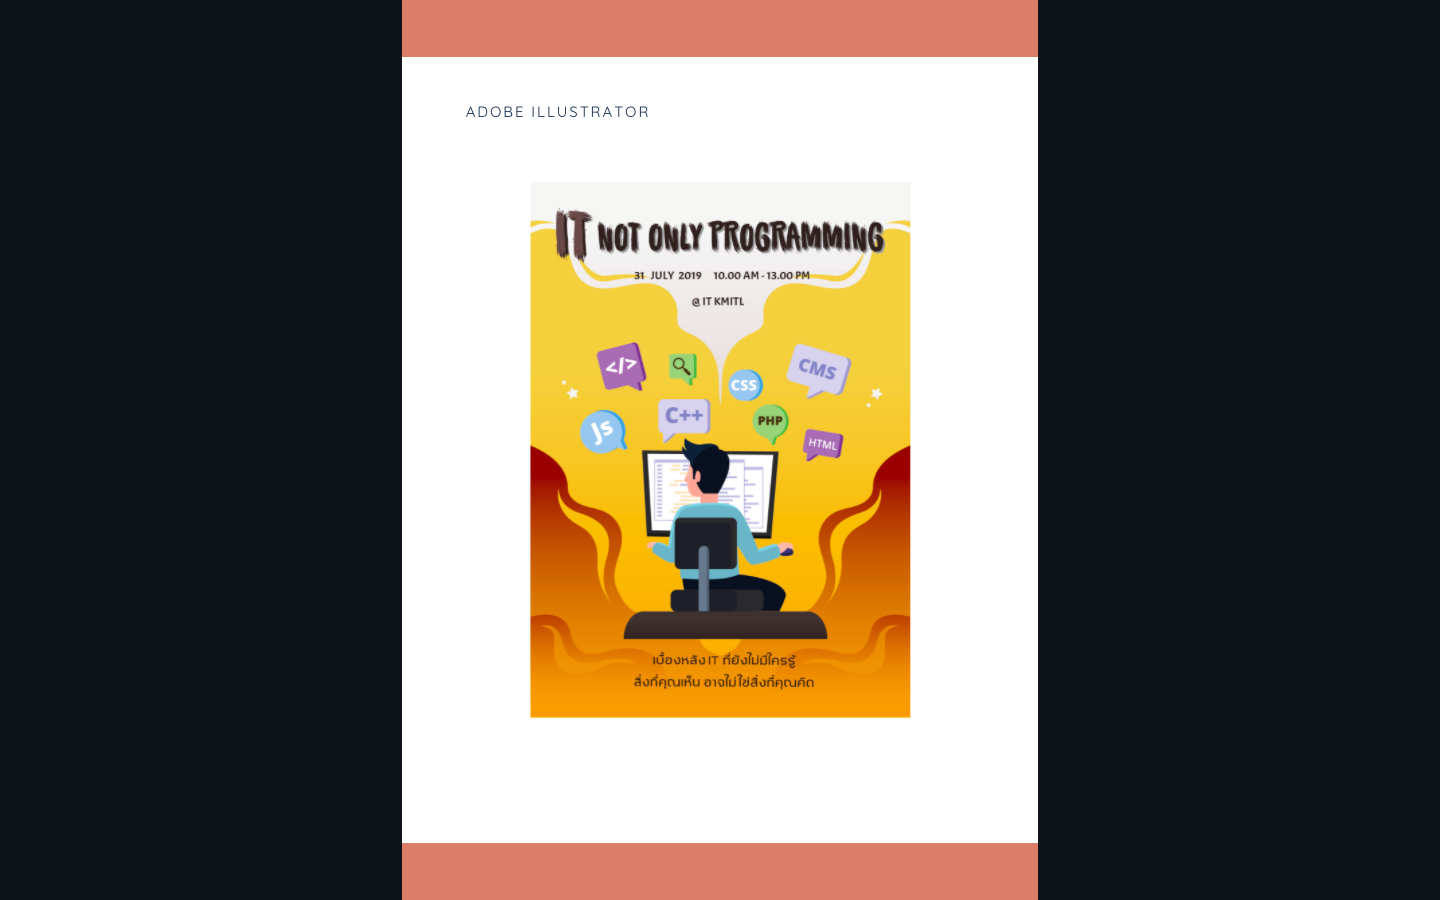 ADOBE ILLUSTRATOR
IT NOT ONLY PROGRAMMING
31 JULY 2019 10.00 AM - 13.00 PM
@ IT KMITL
</>
CSS
CMS
C++
Js
PHP
HTML
เบื้องหลัง IT ที่ยังไม่มีใครรู้
สิ่งที่คุณเห็น อาจไม่ใช่สิ่งที่คุณคิด